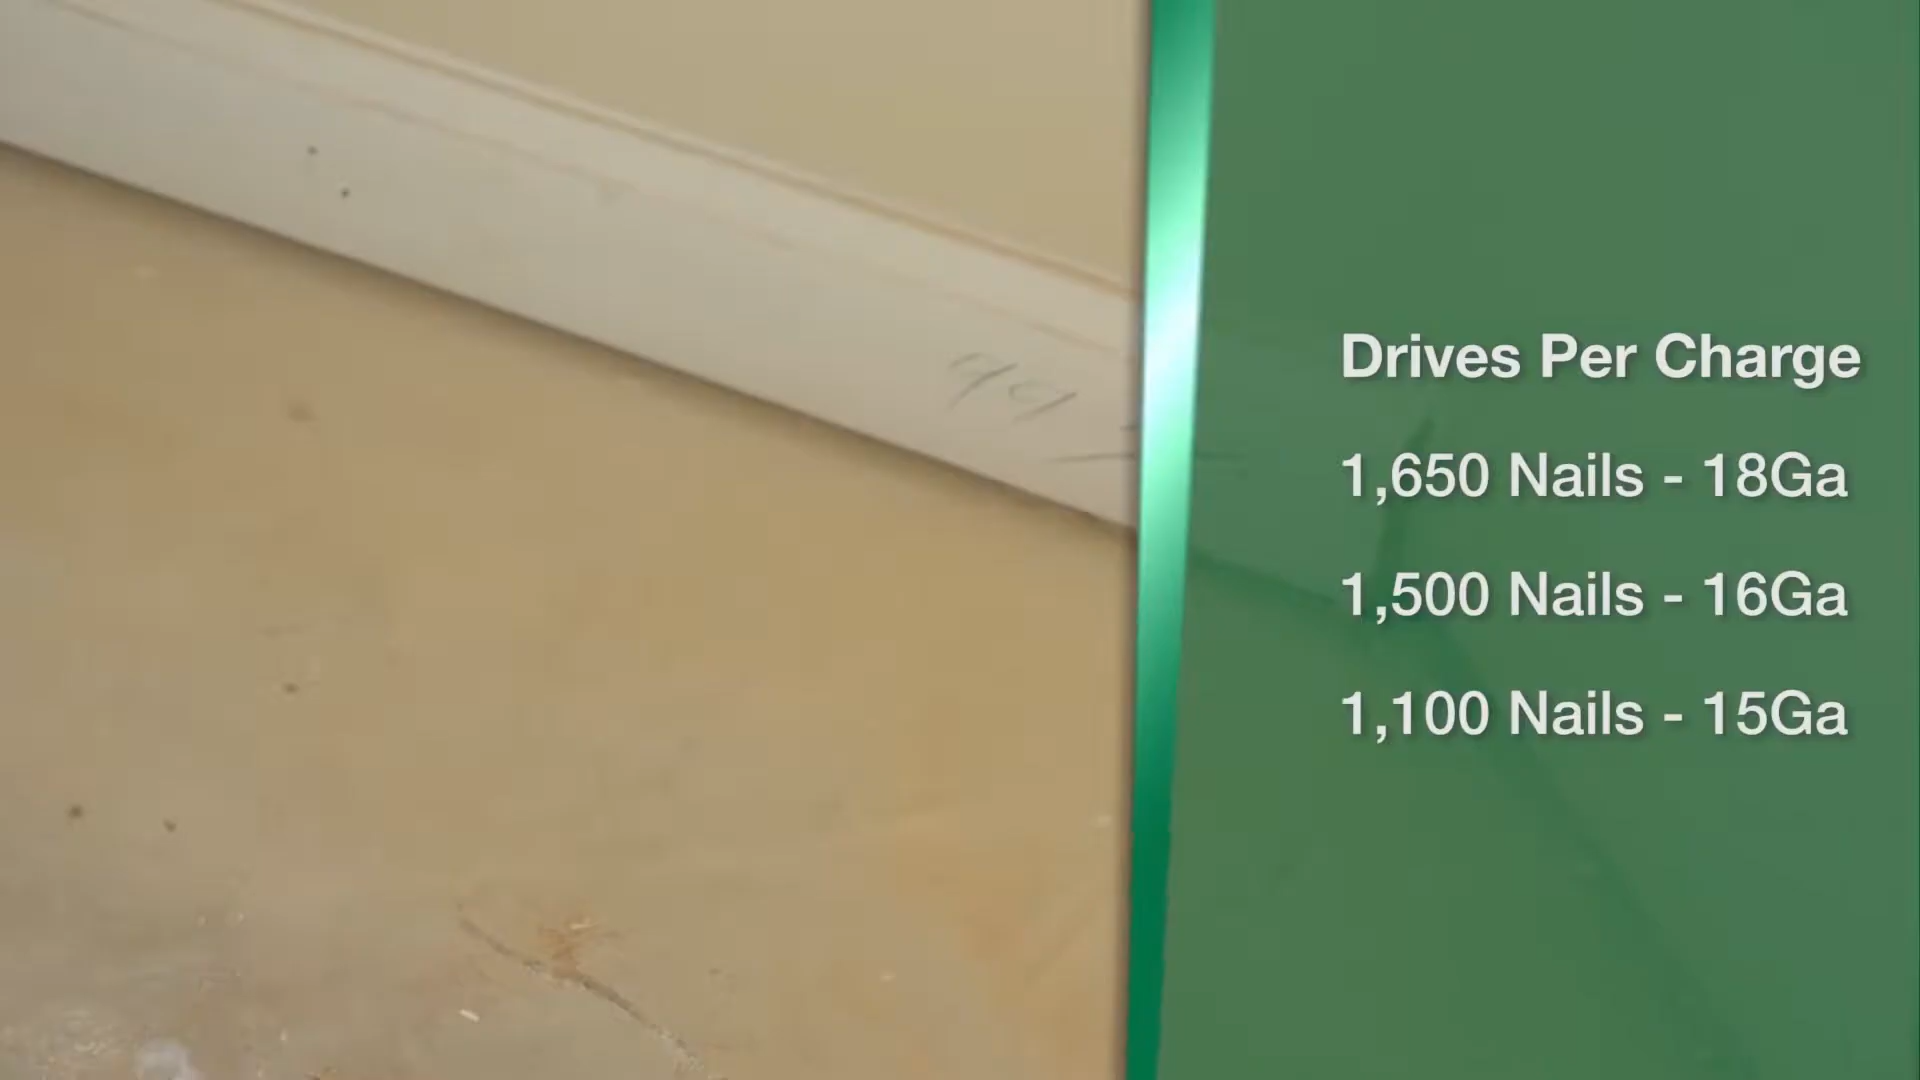 Drives Per Charge
1,650 Nails - 18Ga
1,500 Nails - 16Ga
1,100 Nails - 15Ga